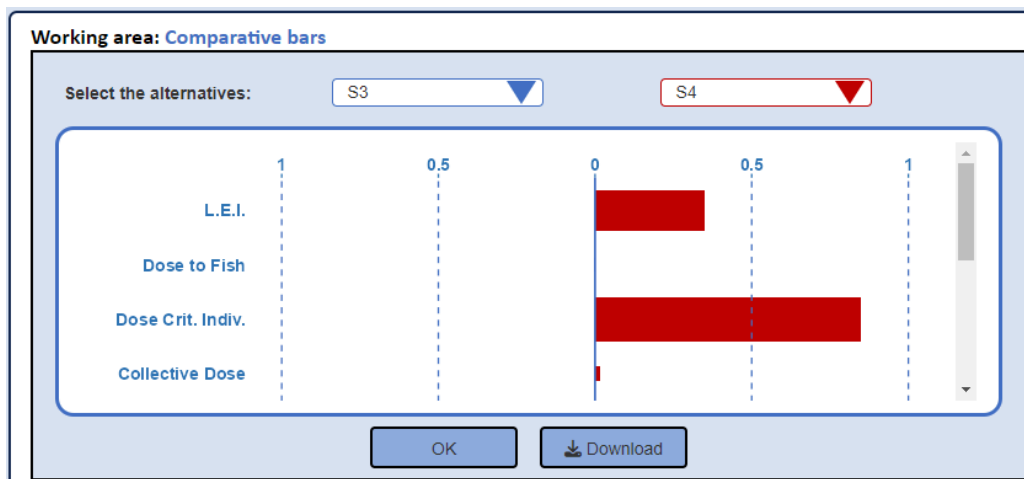 Working area: Comparative bars
Select the alternatives: S3 S4
1 0.5 0 0.5 1
L.E.I.
Dose to Fish
Dose Crit. Indiv.
Collective Dose
OK Download